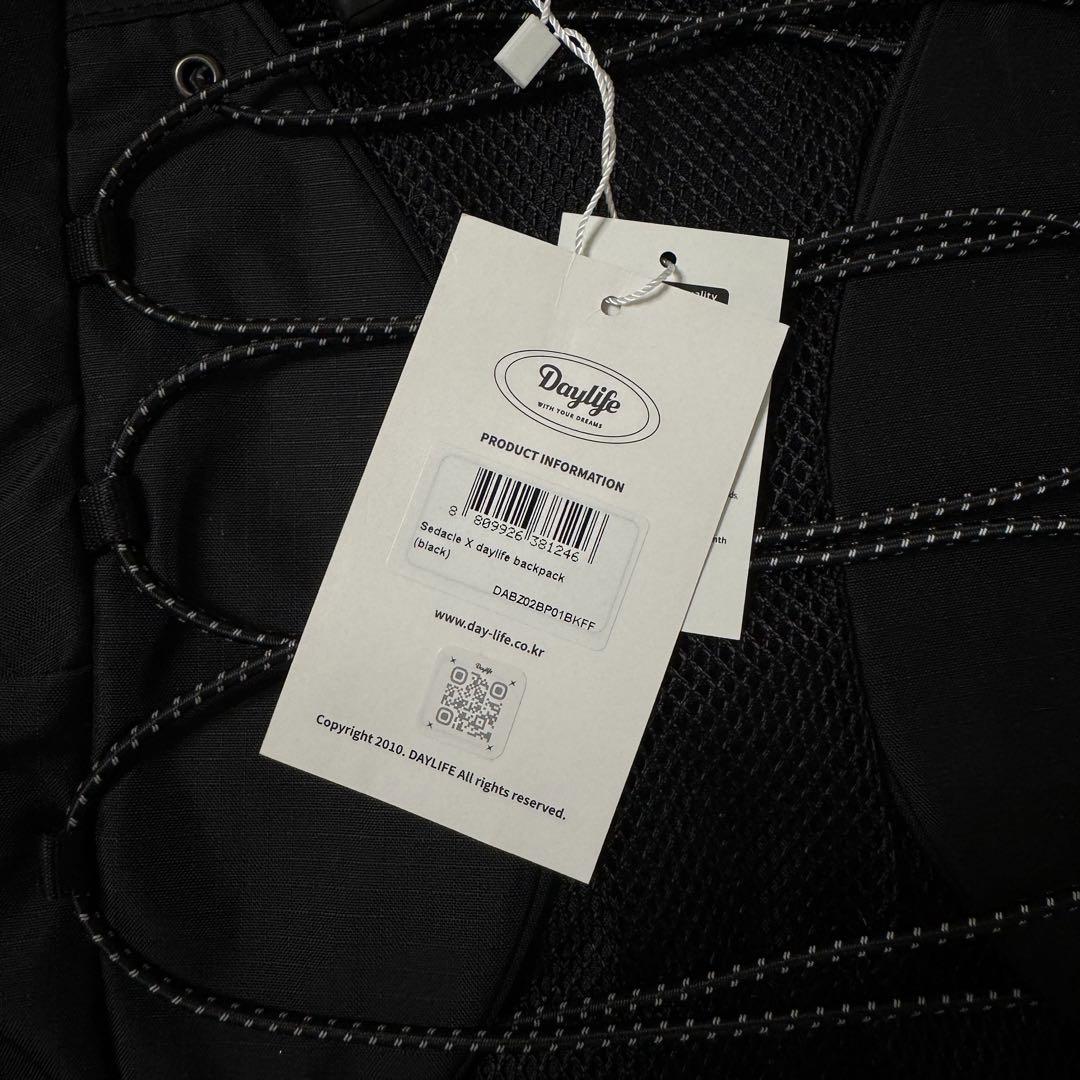 Daylife
WITH YOUR DREAMS
PRODUCT INFORMATION
8 809926 381246
Sedacle X daylife backpack
(black)
DABZ02BP01BKFF
www.day-life.co.kr
Daylife
Copyright 2010. DAYLIFE All rights reserved.